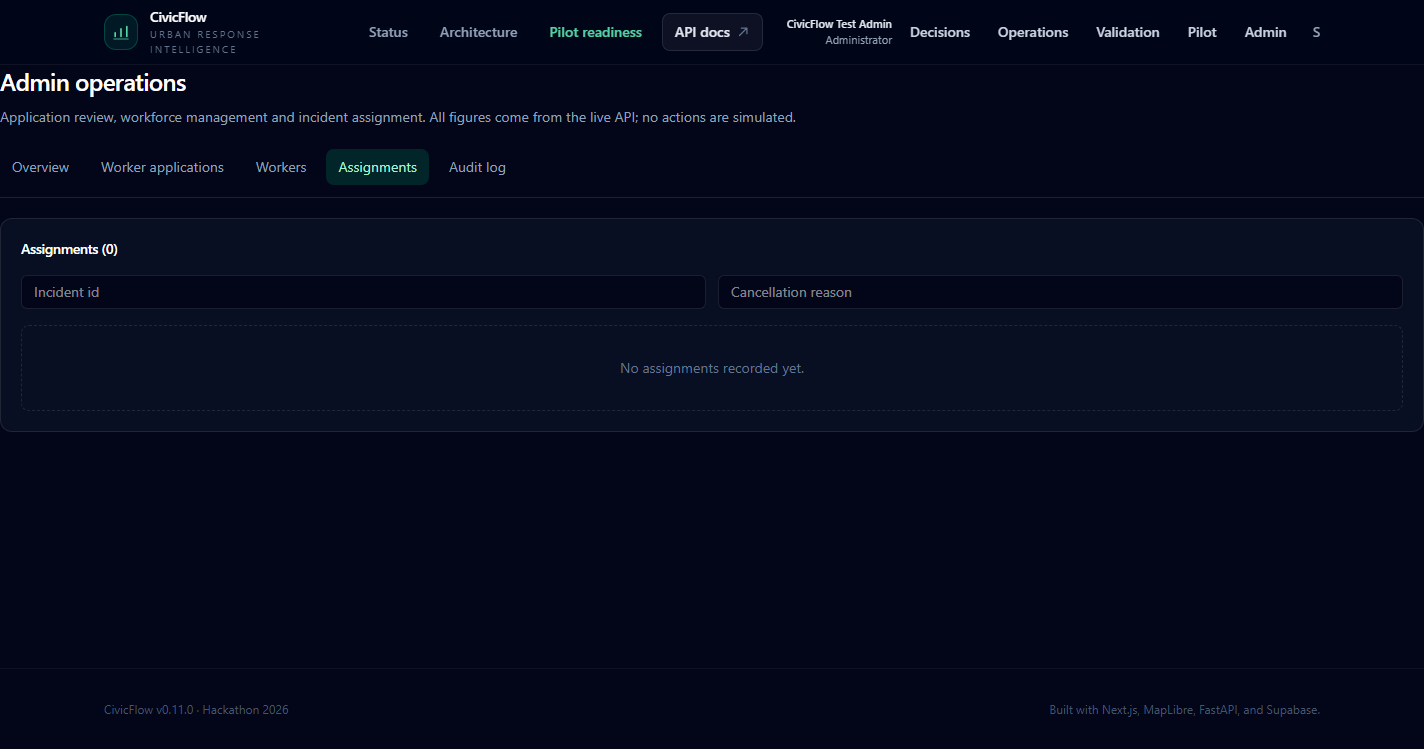 CivicFlow
URBAN RESPONSE
INTELLIGENCE
Status
Architecture
Pilot readiness
API docs ↗
CivicFlow Test Admin
Administrator
Decisions
Operations
Validation
Pilot
Admin
S
Admin operations
Application review, workforce management and incident assignment. All figures come from the live API; no actions are simulated.
Overview
Worker applications
Workers
Assignments
Audit log
Assignments (0)
Incident id
Cancellation reason
No assignments recorded yet.
CivicFlow v0.11.0 · Hackathon 2026
Built with Next.js, MapLibre, FastAPI, and Supabase.